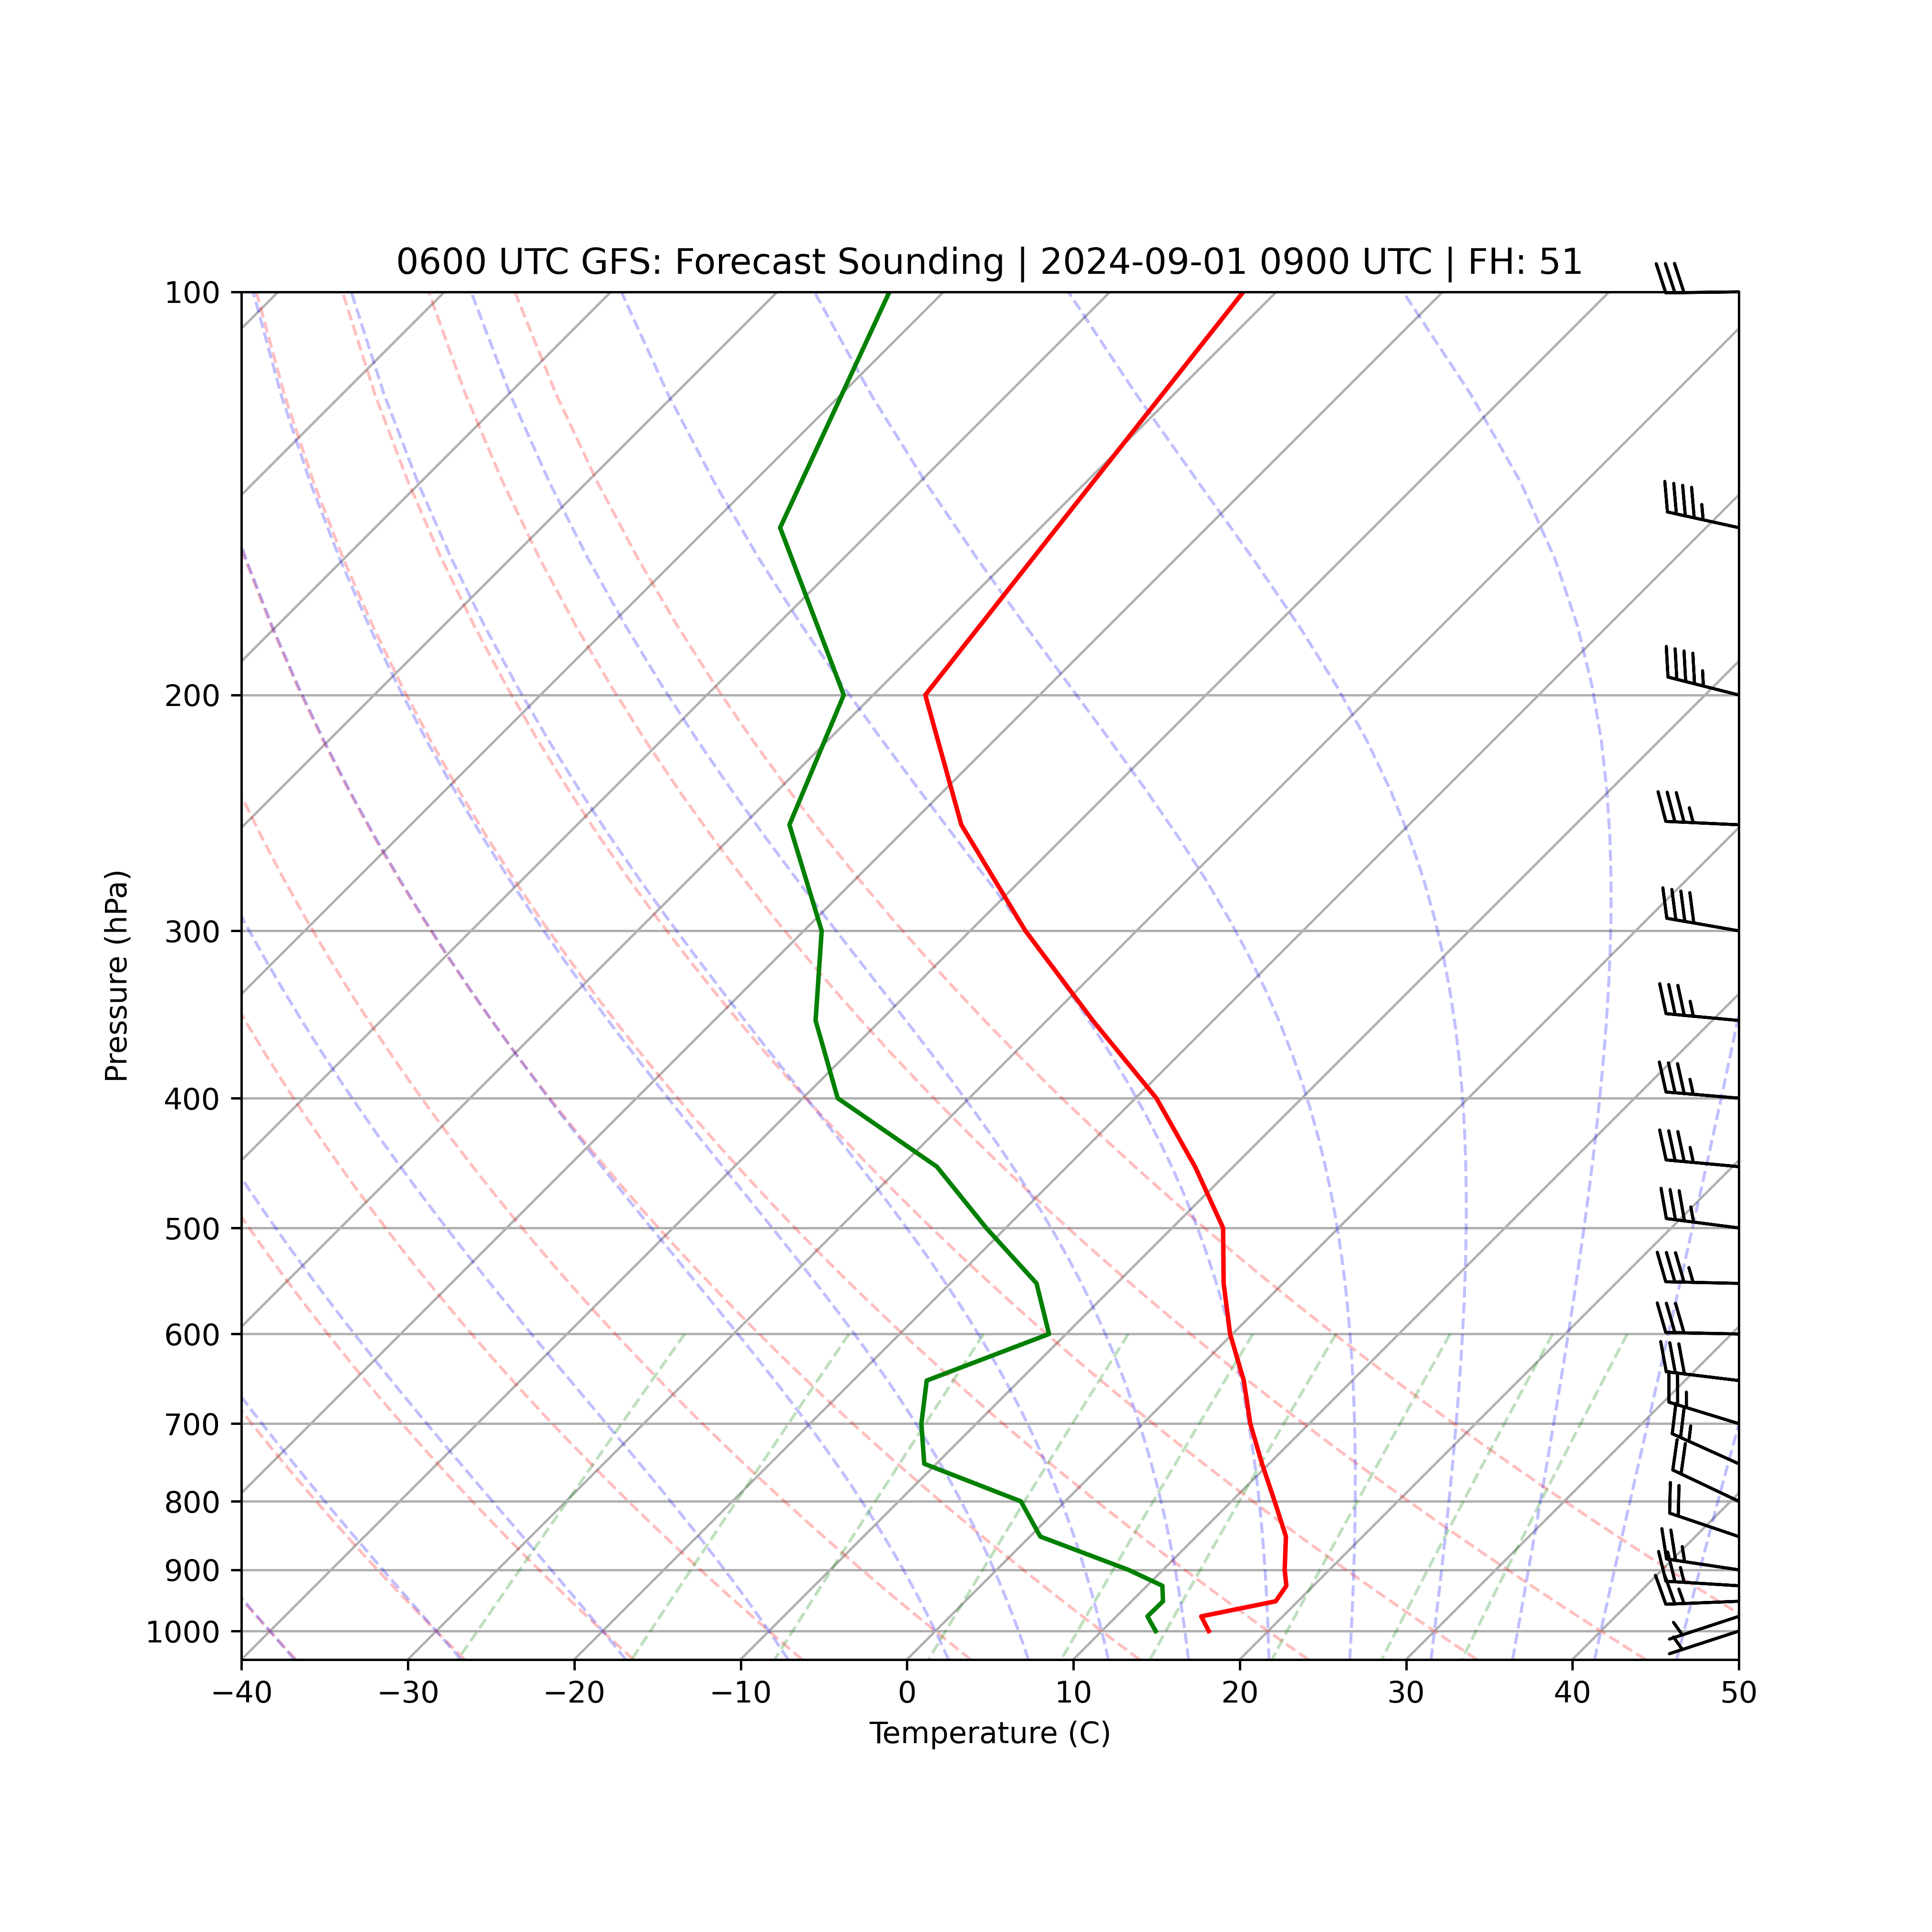 0600 UTC GFS: Forecast Sounding | 2024-09-01 0900 UTC | FH: 51
100
200
300
400
500
600
700
800
900
1000
Pressure (hPa)
−40 −30 −20 −10 0 10 20 30 40 50
Temperature (C)